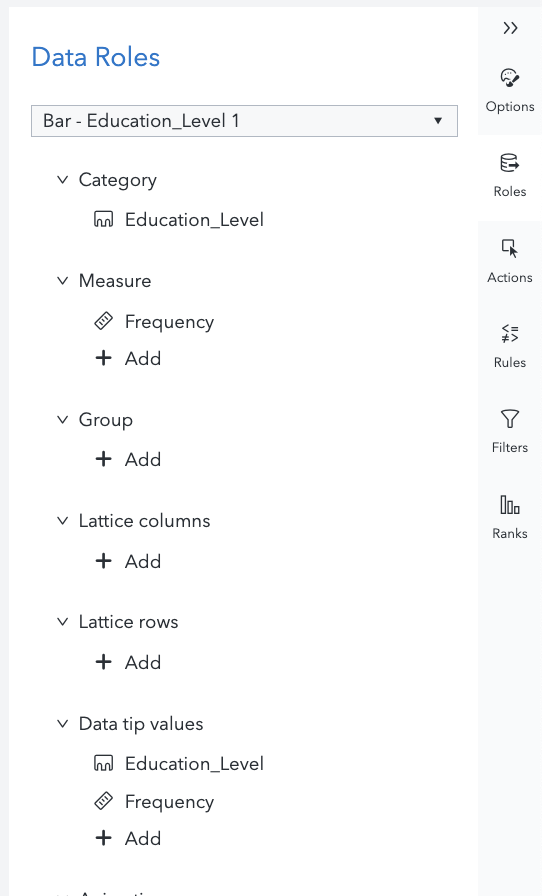 Data Roles
Bar - Education_Level 1
Category
Education_Level
Measure
Frequency
Add
Group
Add
Lattice columns
Add
Lattice rows
Add
Data tip values
Education_Level
Frequency
Add
Options
Roles
Actions
Rules
Filters
Ranks